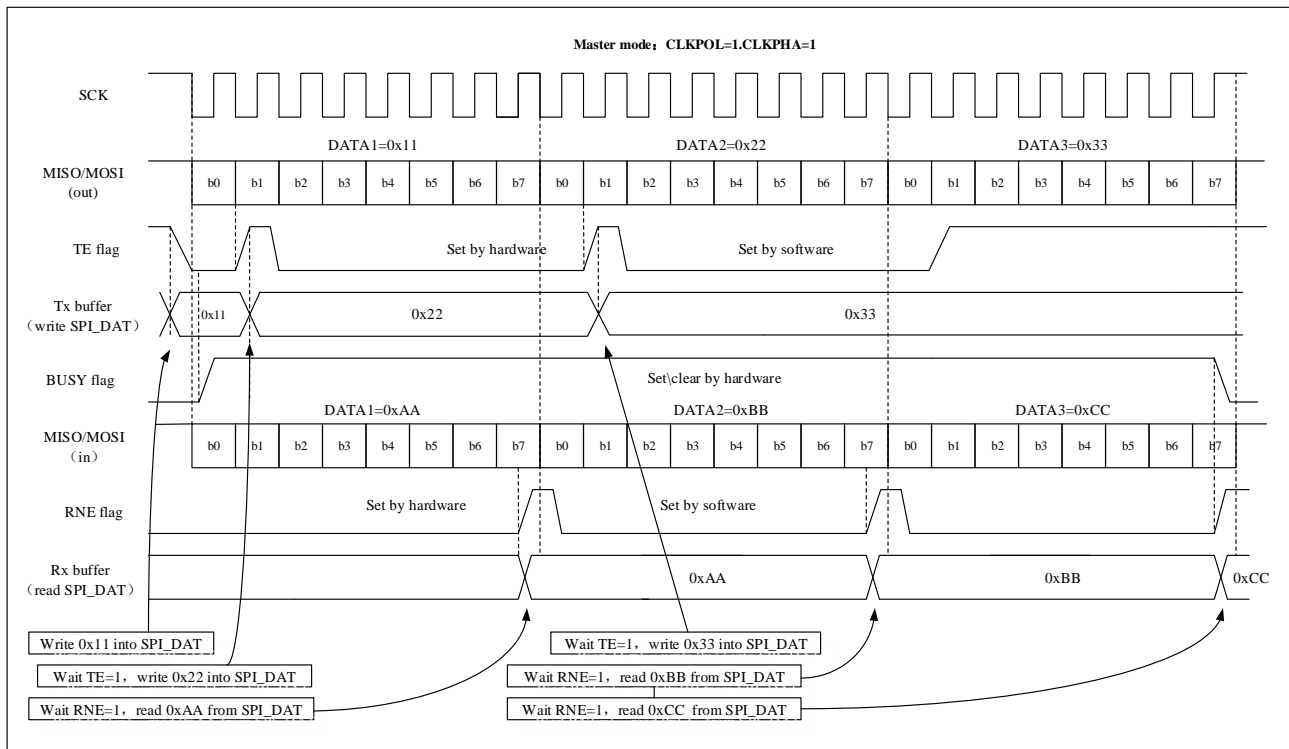 Master mode：CLKPOL=1.CLKPHA=1
SCK
DATA1=0x11 DATA2=0x22 DATA3=0x33
MISO/MOSI
(out)
b0 b1 b2 b3 b4 b5 b6 b7 b0 b1 b2 b3 b4 b5 b6 b7 b0 b1 b2 b3 b4 b5 b6 b7
TE flag
Set by hardware Set by software
Tx buffer
（write SPI_DAT）
0x11 0x22 0x33
BUSY flag
Set\clear by hardware
DATA1=0xAA DATA2=0xBB DATA3=0xCC
MISO/MOSI
（in）
b0 b1 b2 b3 b4 b5 b6 b7 b0 b1 b2 b3 b4 b5 b6 b7 b0 b1 b2 b3 b4 b5 b6 b7
RNE flag
Set by hardware Set by software
Rx buffer
（read SPI_DAT）
0xAA 0xBB 0xCC
Write 0x11 into SPI_DAT
Wait TE=1，write 0x22 into SPI_DAT
Wait RNE=1，read 0xAA from SPI_DAT
Wait TE=1，write 0x33 into SPI_DAT
Wait RNE=1，read 0xBB from SPI_DAT
Wait RNE=1，read 0xCC from SPI_DAT